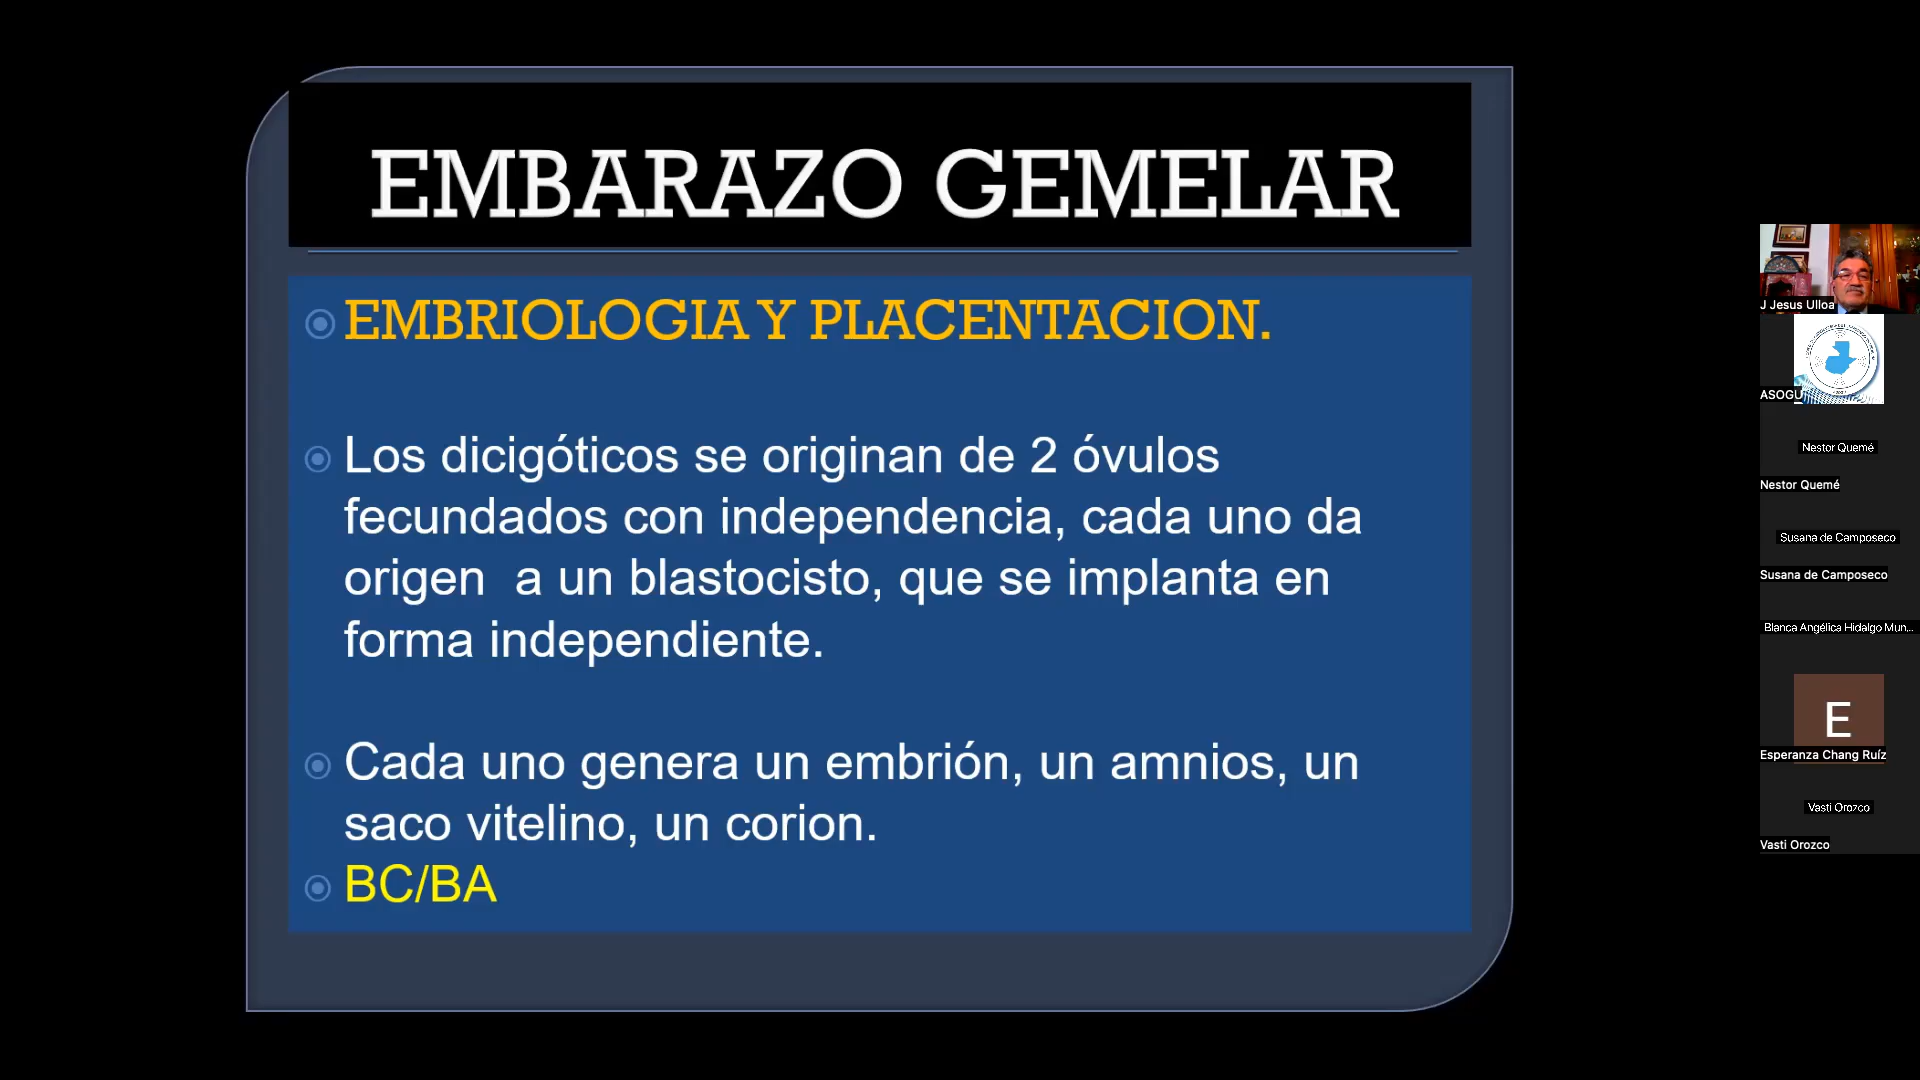 EMBARAZO GEMELAR
EMBRIOLOGIA Y PLACENTACION.
Los dicigóticos se originan de 2 óvulos
fecundados con independencia, cada uno da
origen a un blastocisto, que se implanta en
forma independiente.
Cada uno genera un embrión, un amnios, un
saco vitelino, un corion.
BC/BA
J Jesus Ulloa
ASOGU
Nestor Quemé
Nestor Quemé
Susana de Camposeco
Susana de Camposeco
Blanca Angélica Hidalgo Mun...
E
Esperanza Chang Ruíz
Vasti Orozco
Vasti Orozco